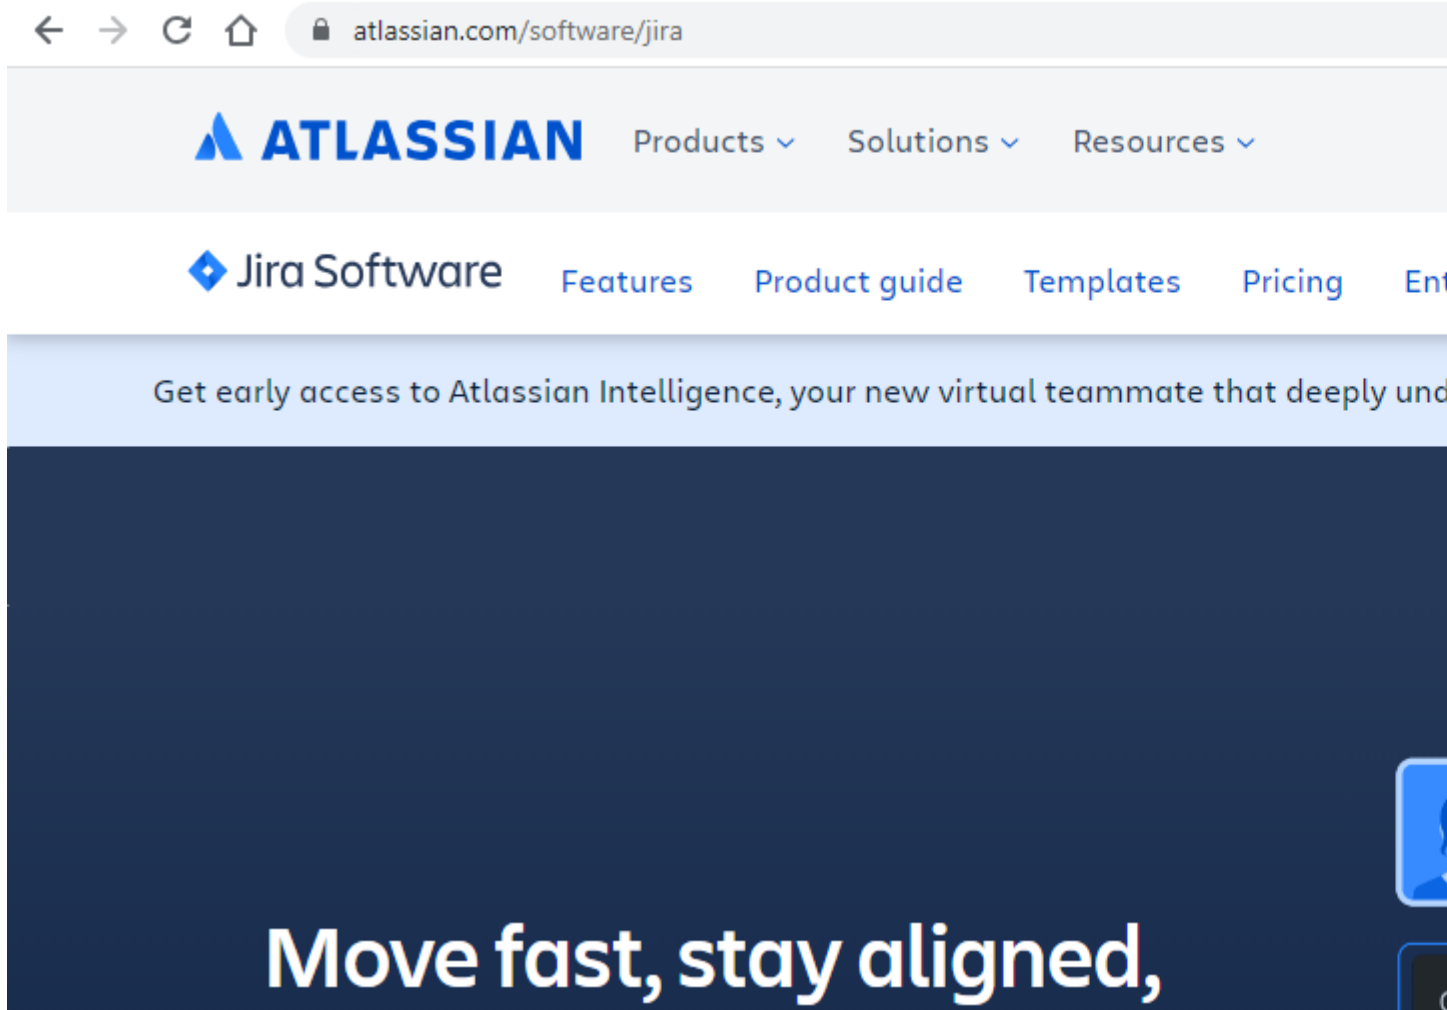 atlassian.com/software/jira
ATLASSIAN Products Solutions Resources
Jira Software Features Product guide Templates Pricing
Get early access to Atlassian Intelligence, your new virtual teammate that deeply
Move fast, stay aligned,